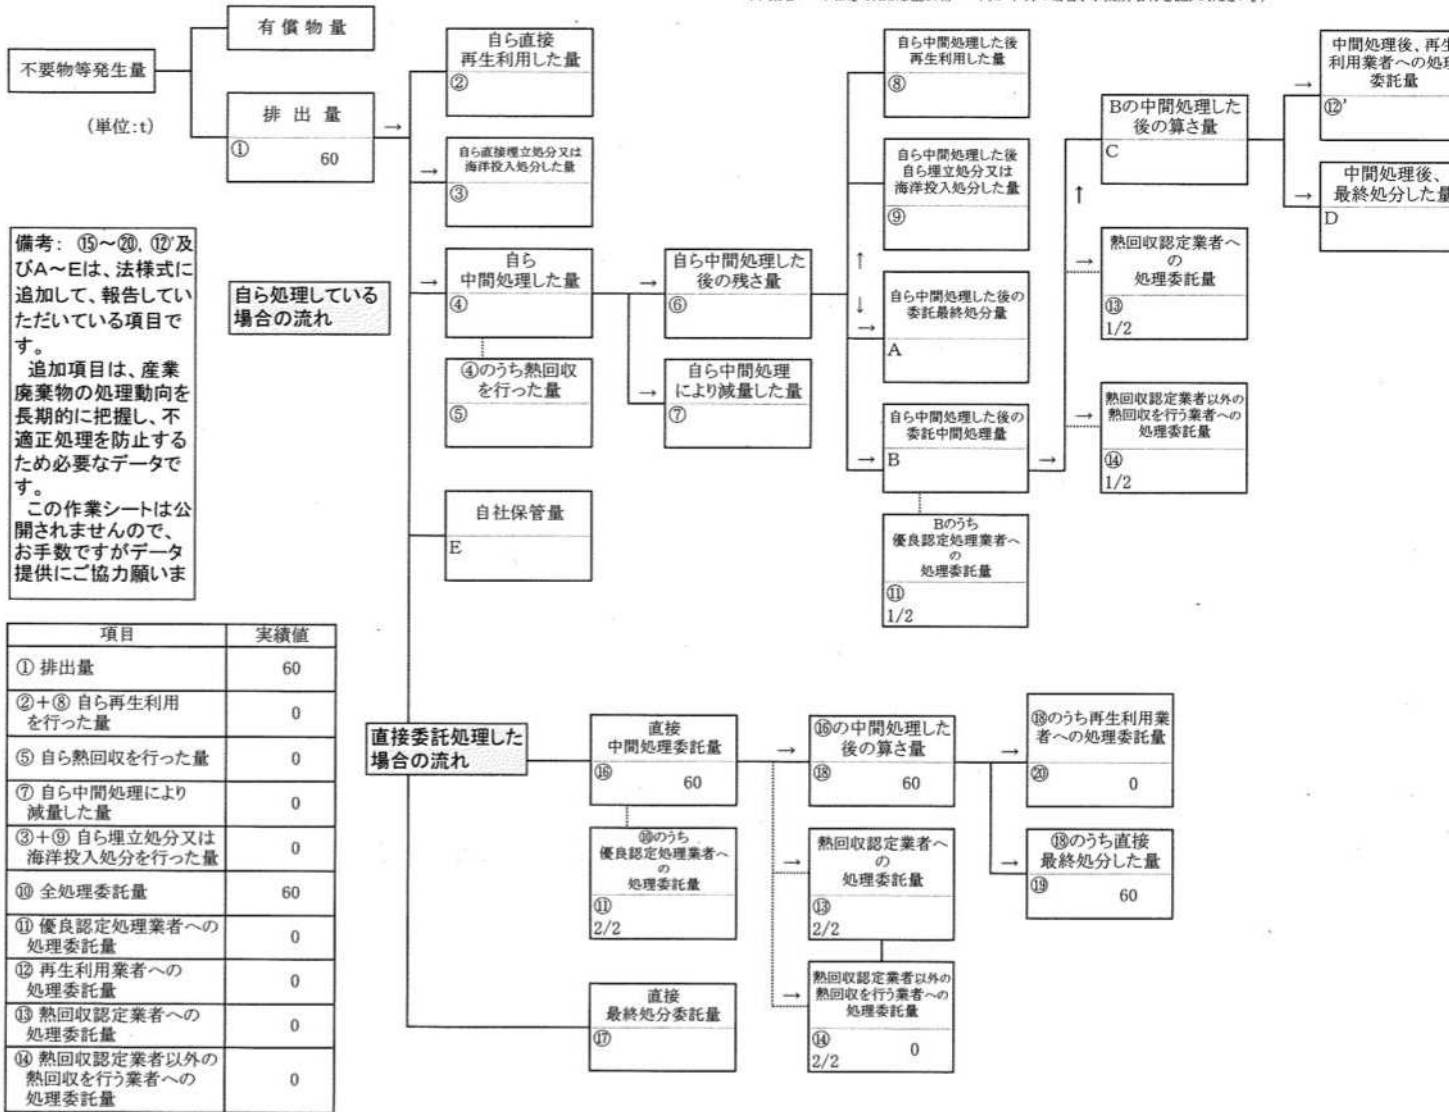 有償物量
不要物等発生量
(単位:t)
排出量
①
60
→
自ら直接
再生利用した量
②
→
自ら直接埋立処分又は
海洋投入処分した量
③
→
自ら
中間処理した量
④
④のうち熱回収
を行った量
⑤
→
自ら中間処理した
後の残さ量
⑥
→
自ら中間処理
により減量した量
⑦
自ら中間処理した後
再生利用した量
⑧
自ら中間処理した後
自ら埋立処分又は
海洋投入処分した量
⑨
↑
↓
→
自ら中間処理した後の
委託最終処分量
A
→
自ら中間処理した後の
委託中間処理量
B
Bのうち
優良認定処理業者へ
の
処理委託量
⑪
1/2
→
↑
Bの中間処理した
後の算さ量
C
→
熱回収認定業者へ
の
処理委託量
⑬
1/2
→
熱回収認定業者以外の
熱回収を行う業者への
処理委託量
⑭
1/2
→
中間処理後、再生
利用業者への処理
委託量
⑫'
→
中間処理後、
最終処分した量
D
備考: ⑮～⑳, ⑫'及
びA～Eは、法様式に
追加して、報告してい
ただいている項目で
す。
追加項目は、産業
廃棄物の処理動向を
長期的に把握し、不
適正処理を防止する
ため必要なデータで
す。
この作業シートは公
開されませんので、
お手数ですがデータ
提供にご協力願いま
自ら処理している
場合の流れ
自社保管量
E
項目 実績値
① 排出量 60
②+⑧ 自ら再生利用
を行った量 0
⑤ 自ら熱回収を行った量 0
⑦ 自ら中間処理により
減量した量 0
③+⑨ 自ら埋立処分又は
海洋投入処分を行った量 0
⑩ 全処理委託量 60
⑪ 優良認定処理業者への
処理委託量 0
⑫ 再生利用業者への
処理委託量 0
⑬ 熱回収認定業者への
処理委託量 0
⑭ 熱回収認定業者以外の
熱回収を行う業者への
処理委託量 0
直接委託処理した
場合の流れ
直接
中間処理委託量
⑯
60
⑩のうち
優良認定処理業者へ
の
処理委託量
⑪
2/2
直接
最終処分委託量
⑰
→
⑯の中間処理した
後の算さ量
⑱
60
→
熱回収認定業者へ
の
処理委託量
⑬
2/2
→
熱回収認定業者以外の
熱回収を行う業者への
処理委託量
⑭
2/2
0
→
⑱のうち再生利用業
者への処理委託量
⑳
0
→
⑱のうち直接
最終処分した量
⑲
60